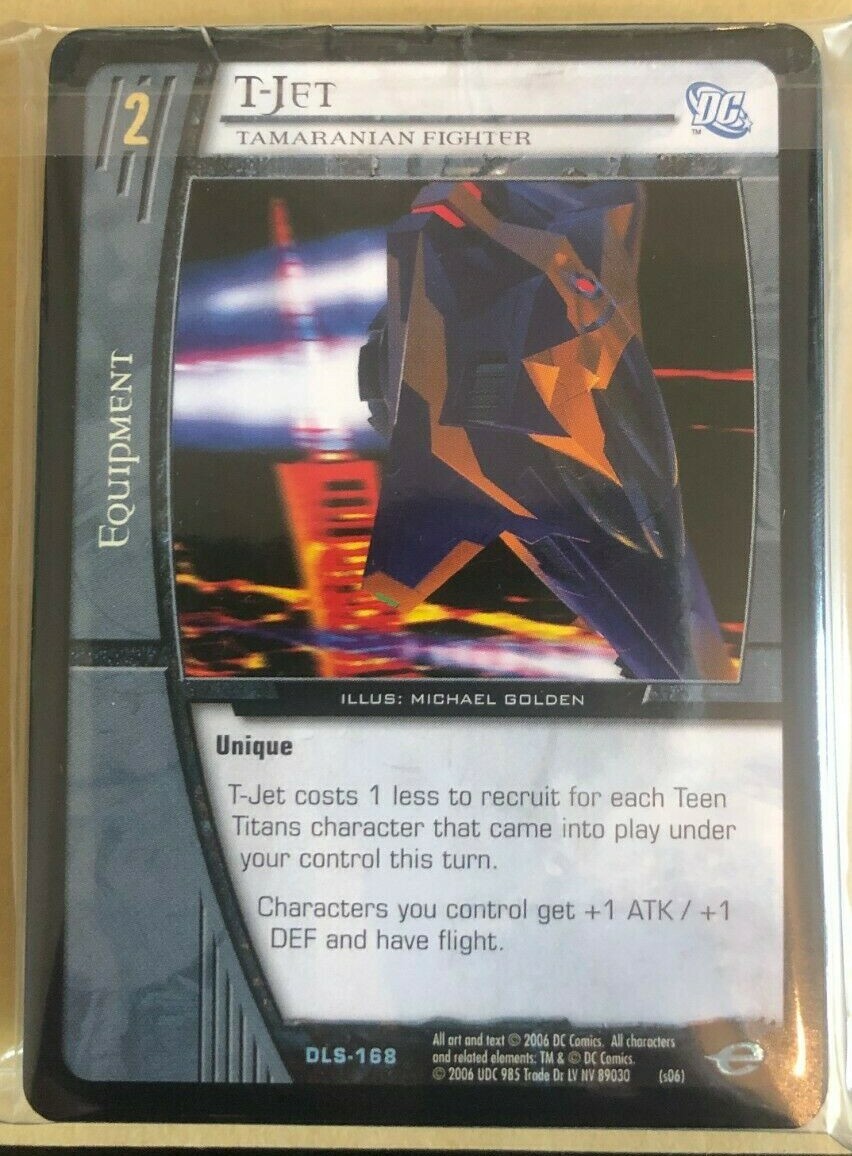 2
T-Jet
TAMARANIAN FIGHTER
DC
TM
Equipment
ILLUS: MICHAEL GOLDEN
Unique
T-Jet costs 1 less to recruit for each Teen
Titans character that came into play under
your control this turn.
Characters you control get +1 ATK / +1
DEF and have flight.
DLS-168
All art and text © 2006 DC Comics. All characters
and related elements: TM & © DC Comics.
© 2006 UDC 985 Trade Dr LV NV 89030 (s06)
e